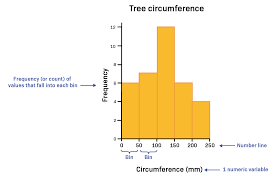 Tree circumference
12
10
8
6
4
2
0
Frequency
Frequency (or count) of
values that fall into each bin
0 50 100 150 200 250
Number line
Bin Bin
Circumference (mm)
1 numeric variable